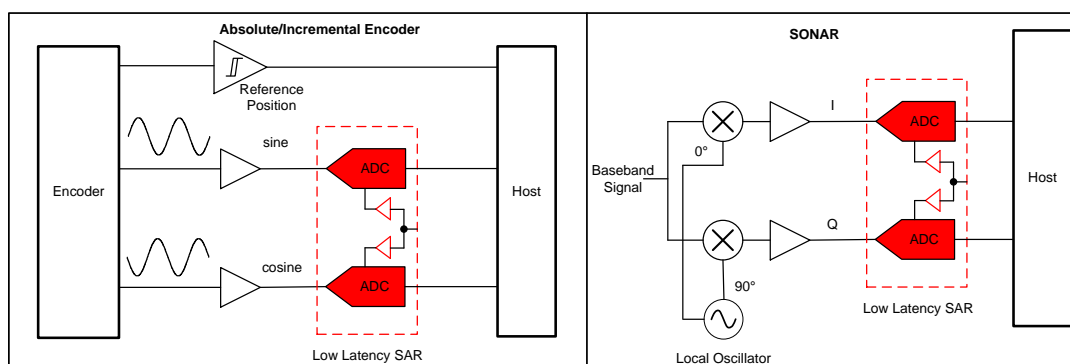 Absolute/Incremental Encoder
Reference
Position
sine
ADC
Encoder
Host
cosine
ADC
Low Latency SAR
SONAR
I
ADC
0°
Baseband
Signal
Host
Q
ADC
90°
Low Latency SAR
Local Oscillator